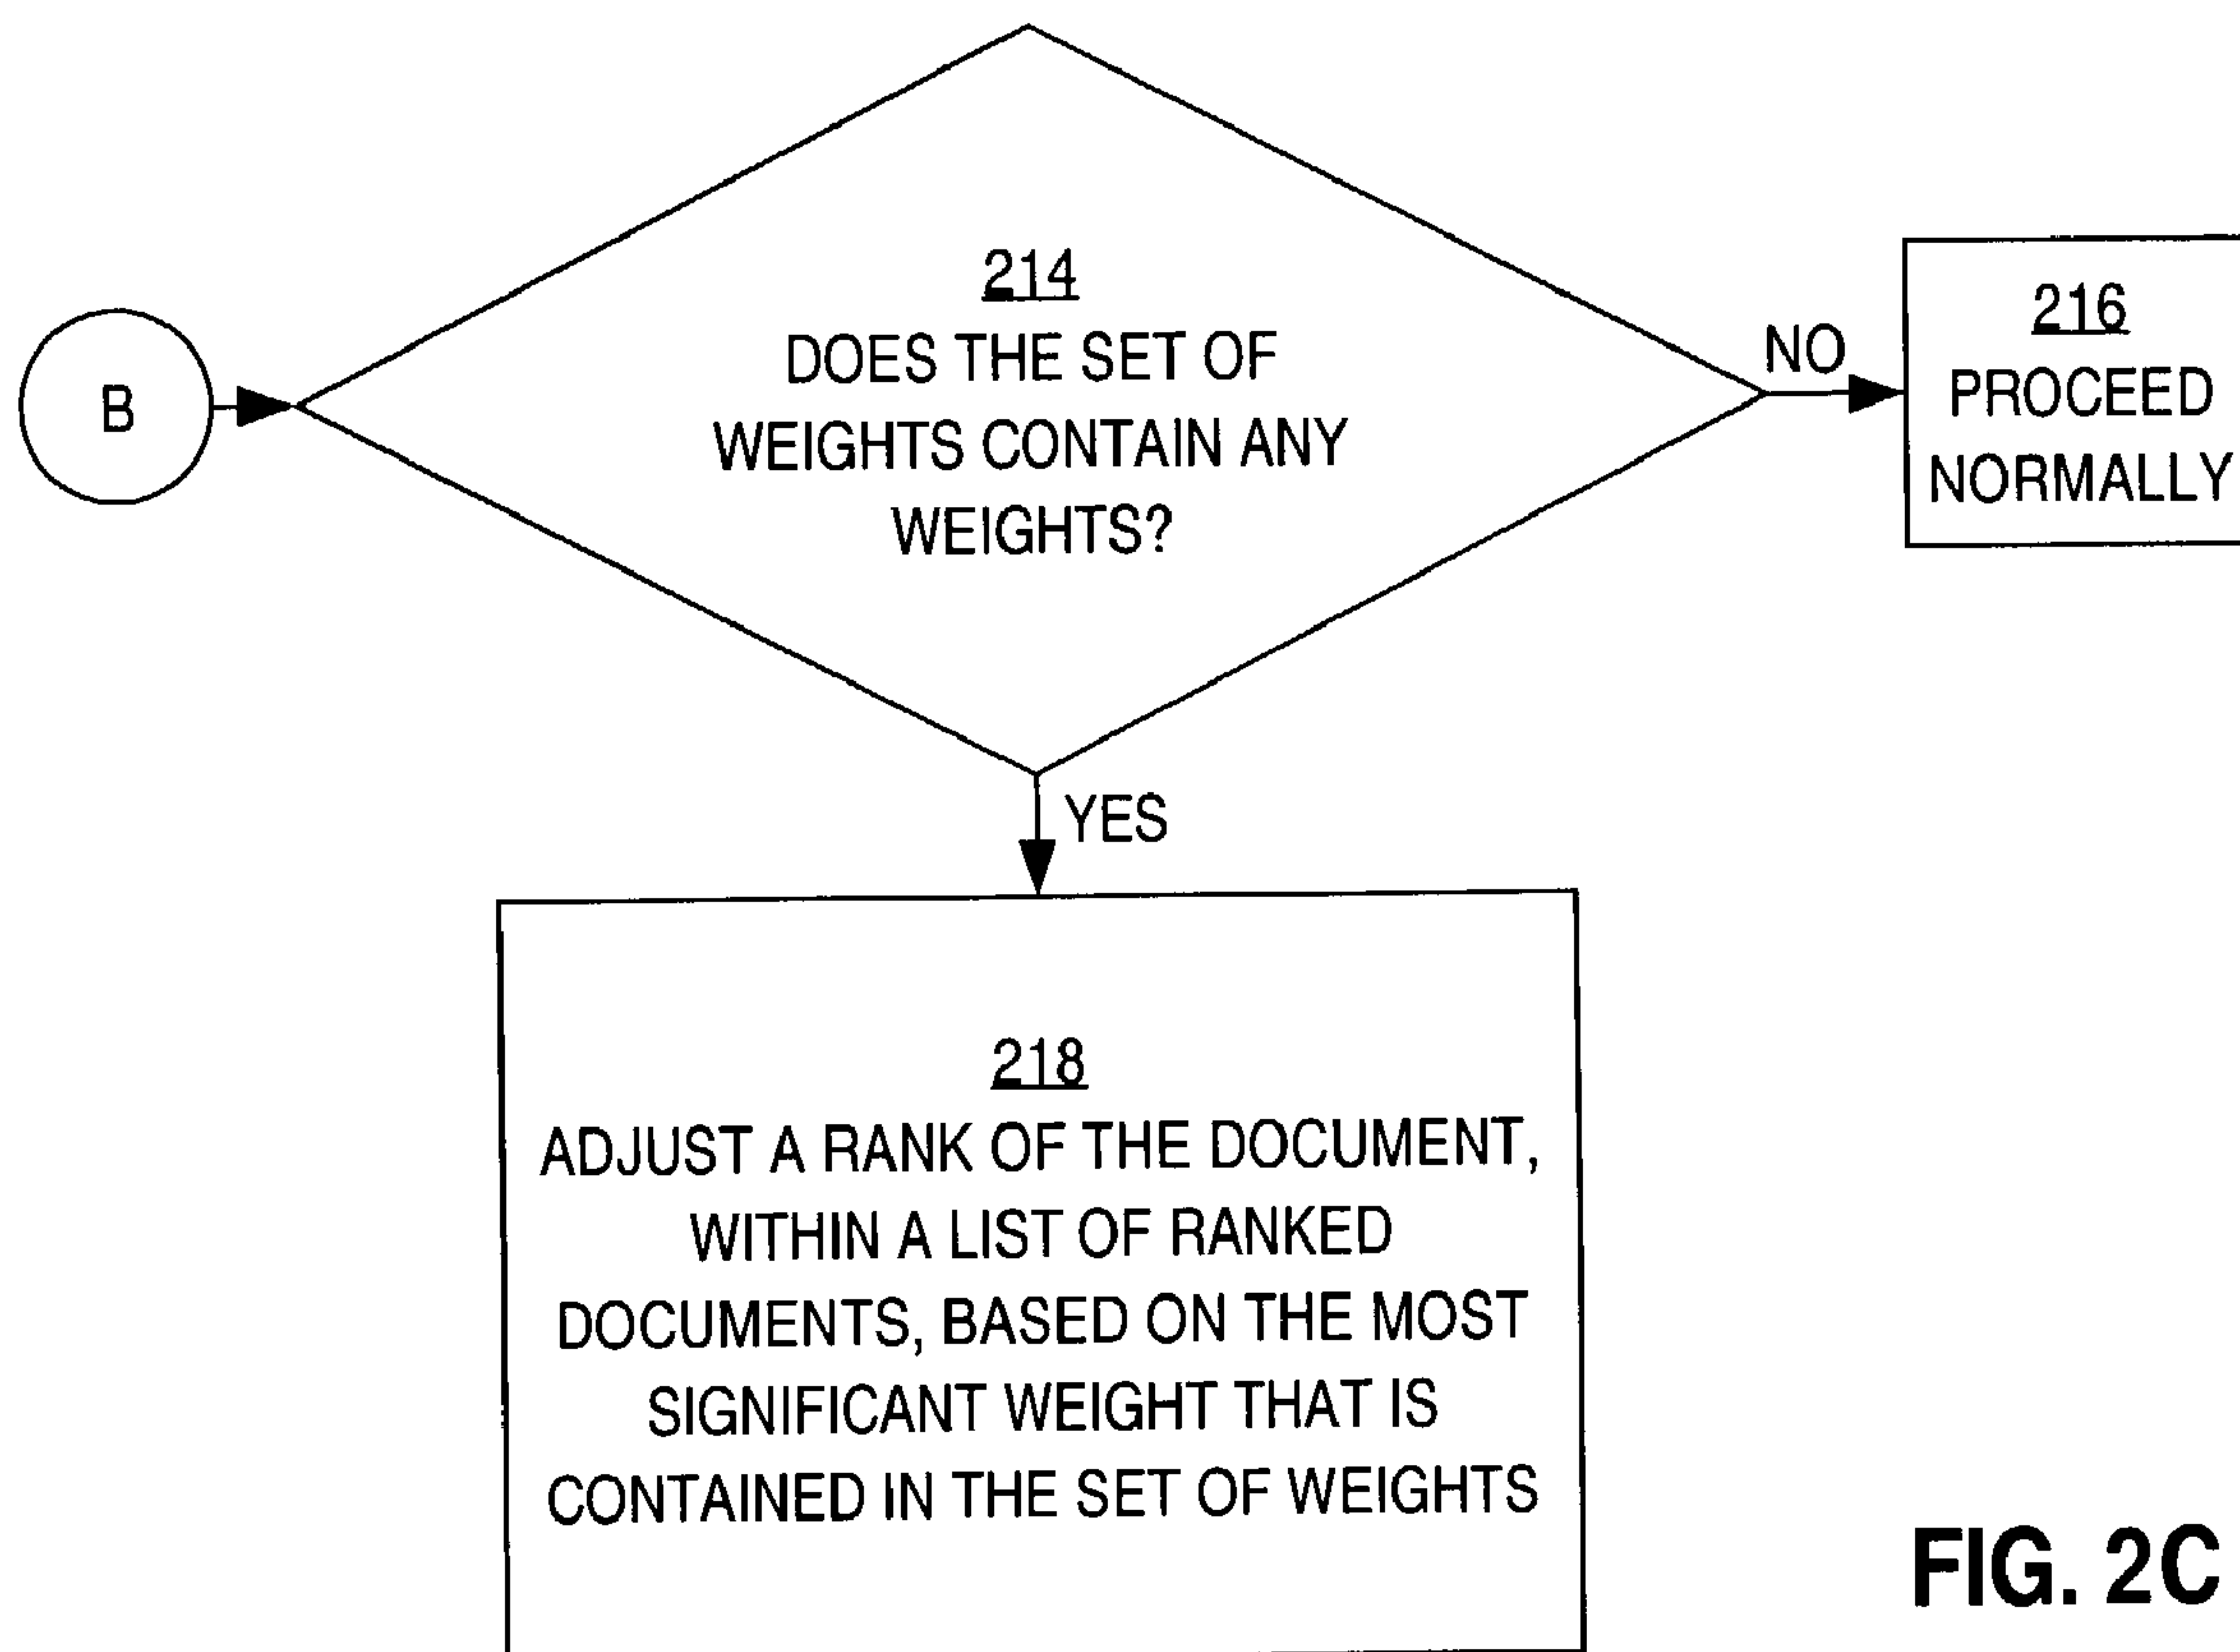 B
214
DOES THE SET OF
WEIGHTS CONTAIN ANY
WEIGHTS?
NO
216
PROCEED
NORMALLY
YES
218
ADJUST A RANK OF THE DOCUMENT,
WITHIN A LIST OF RANKED
DOCUMENTS, BASED ON THE MOST
SIGNIFICANT WEIGHT THAT IS
CONTAINED IN THE SET OF WEIGHTS
FIG. 2C